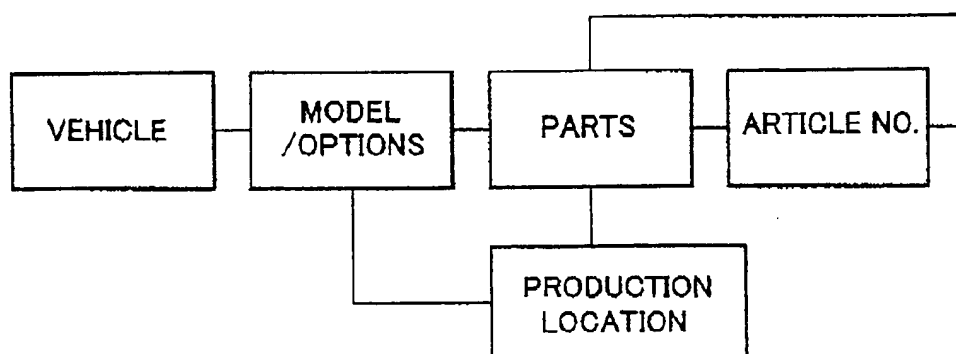 VEHICLE
MODEL
/OPTIONS
PARTS
ARTICLE NO.
PRODUCTION
LOCATION